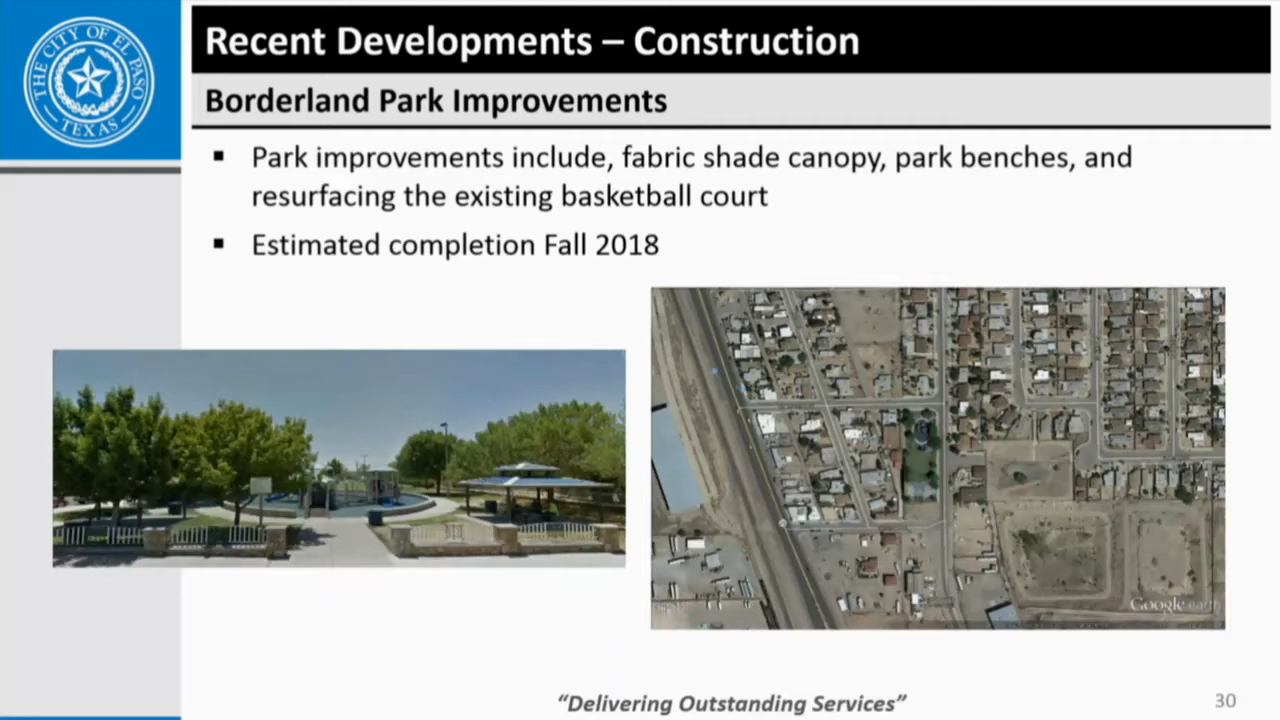 THE CITY OF EL PASO
TEXAS
Recent Developments – Construction
Borderland Park Improvements
▪ Park improvements include, fabric shade canopy, park benches, and
resurfacing the existing basketball court
▪ Estimated completion Fall 2018
Google earth
“Delivering Outstanding Services”
30